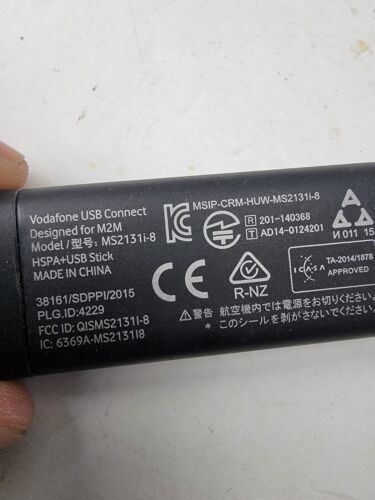 Vodafone USB Connect
Designed for M2M
Model / 型号: MS2131i-8
HSPA+USB Stick
MADE IN CHINA
38161/SDPPI/2015
PLG.ID:4229
FCC ID: QISMS2131I-8
IC: 6369A-MS2131I8
MSIP-CRM-HUW-MS2131i-8
R 201-140368
T AD14-0124201
И 011 15
CE
R-NZ
ICASA
TA-2014/1878
APPROVED
⚠警告 航空機内では電源をお切りください。
* このシールを剥がさないでくださ